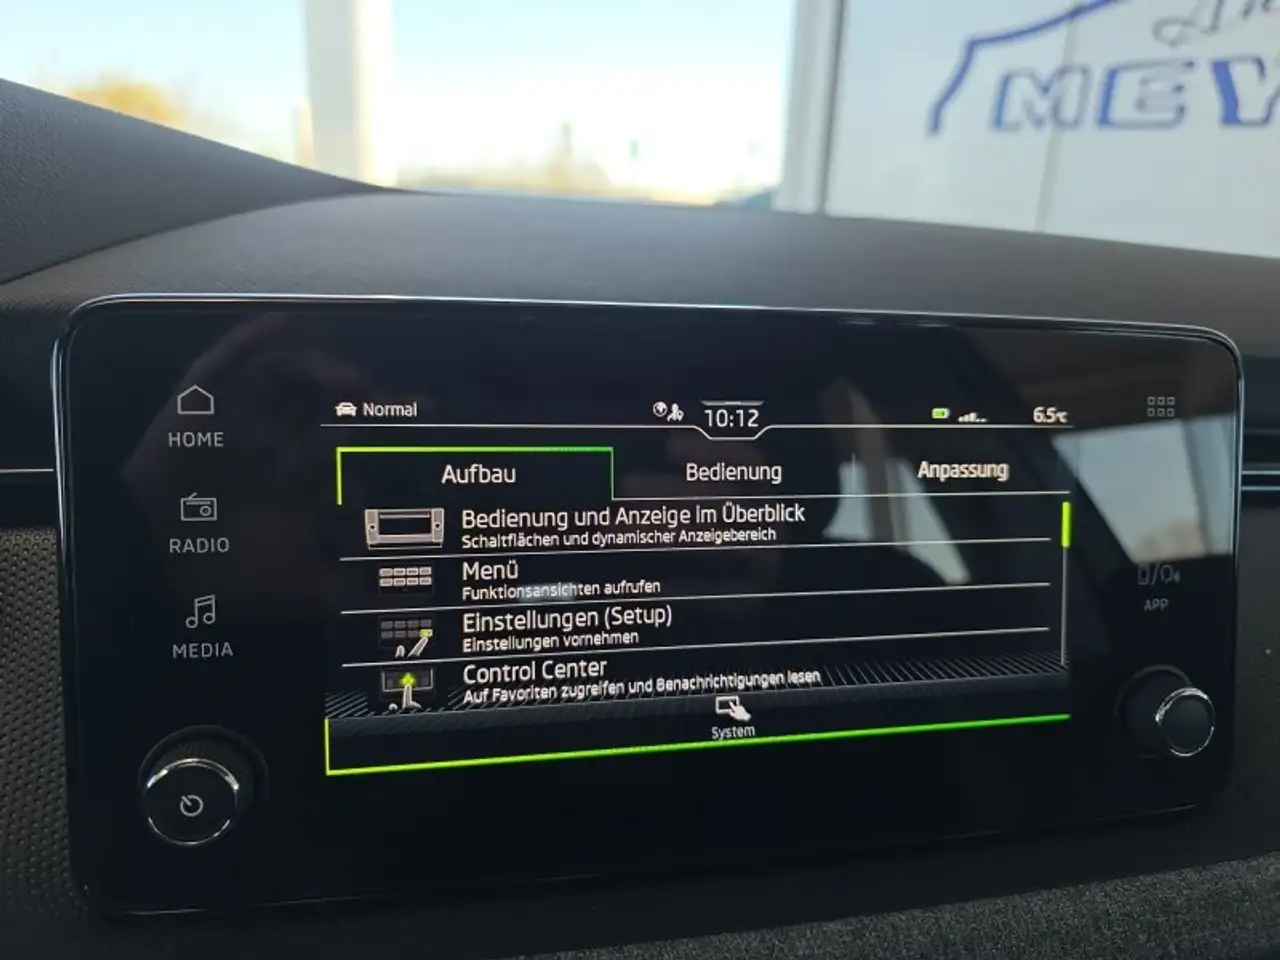 MEY
Normal
10:12
6.5°C
HOME
Aufbau
Bedienung
Anpassung
RADIO
Bedienung und Anzeige im Überblick
Schaltflächen und dynamischer Anzeigebereich
Menü
Funktionsansichten aufrufen
APP
Einstellungen (Setup)
Einstellungen vornehmen
MEDIA
Control Center
Auf Favoriten zugreifen und Benachrichtigungen lesen
System